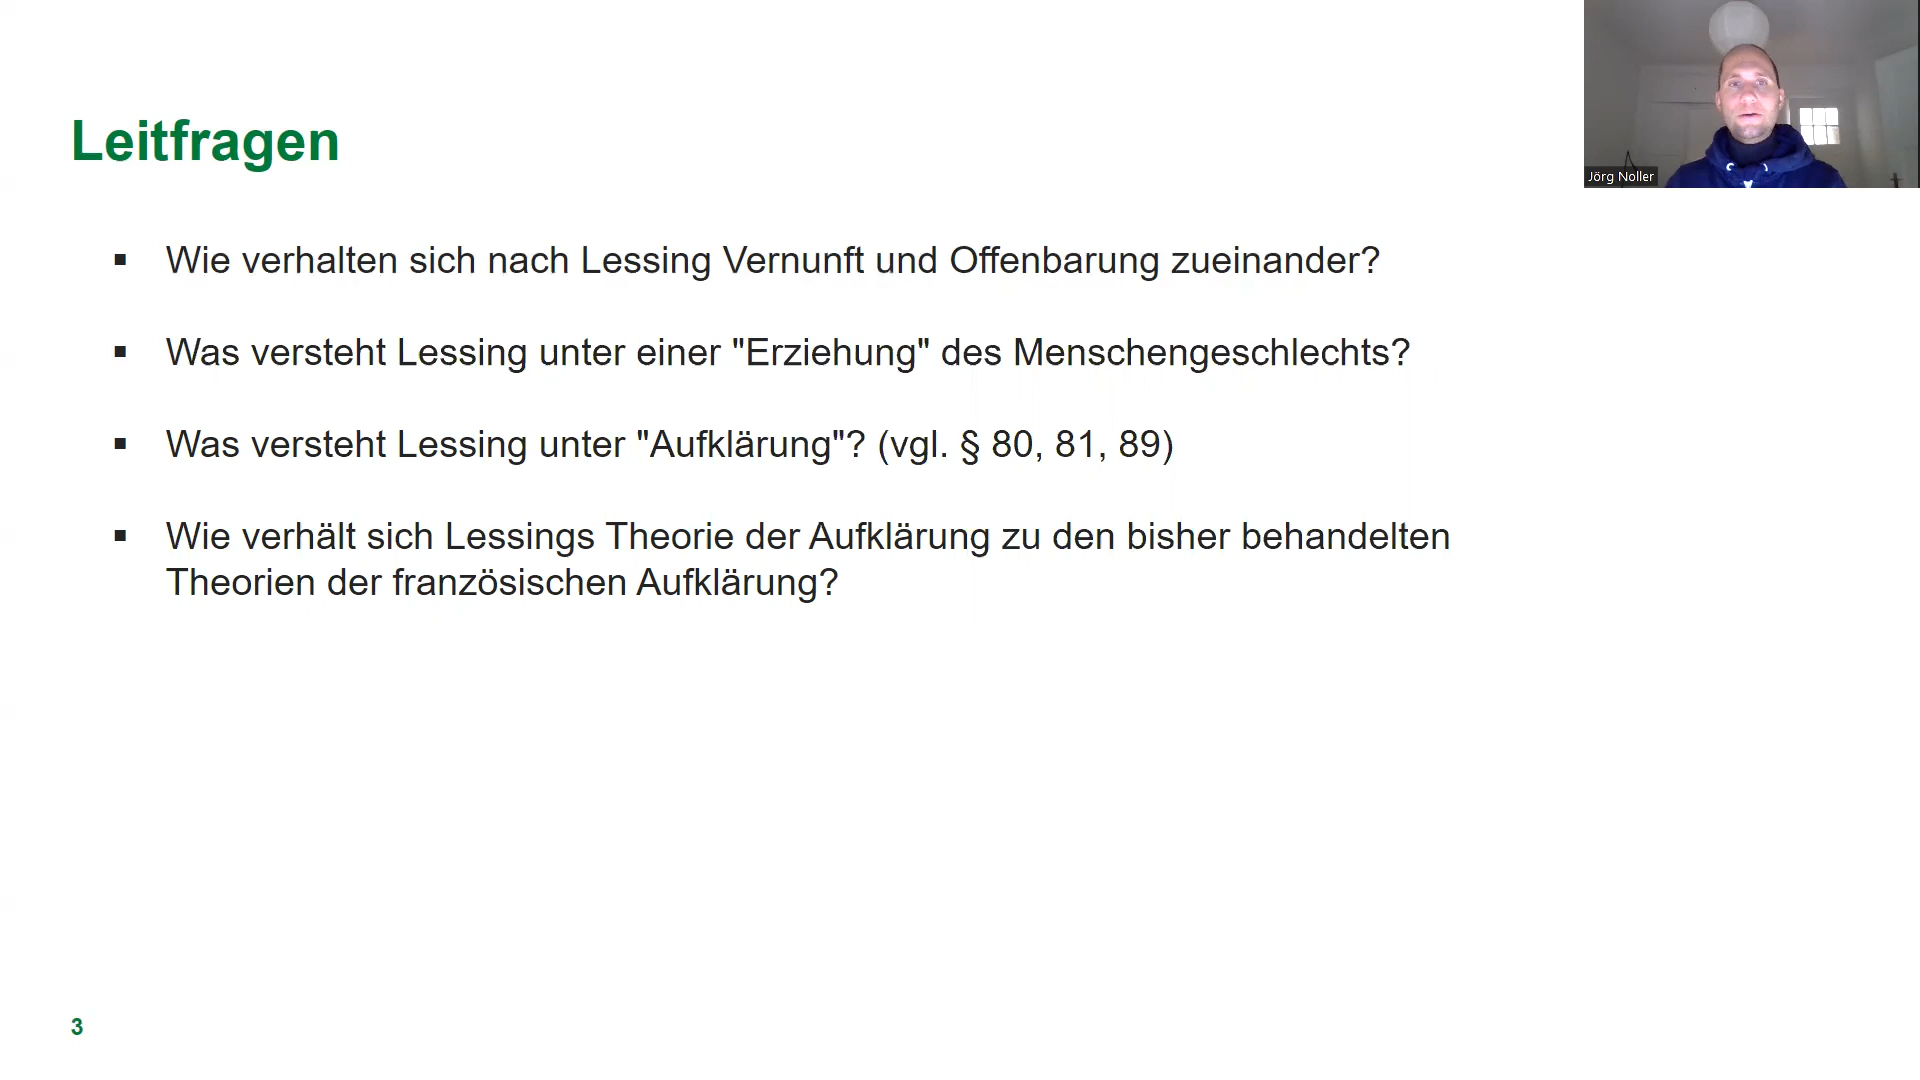 Leitfragen
Jörg Noller
▪ Wie verhalten sich nach Lessing Vernunft und Offenbarung zueinander?
▪ Was versteht Lessing unter einer "Erziehung" des Menschengeschlechts?
▪ Was versteht Lessing unter "Aufklärung"? (vgl. § 80, 81, 89)
▪ Wie verhält sich Lessings Theorie der Aufklärung zu den bisher behandelten
Theorien der französischen Aufklärung?
3